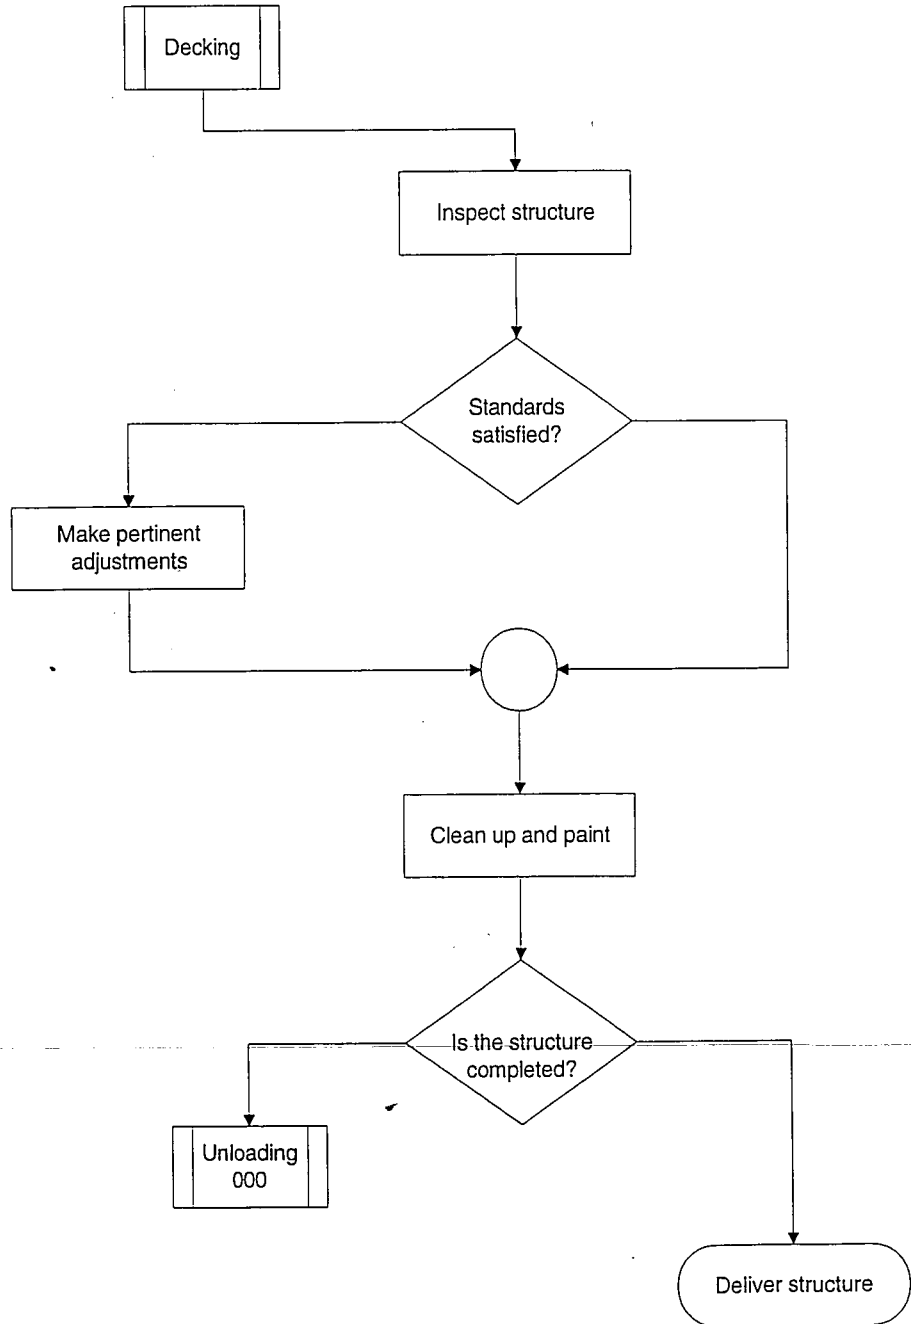 Decking
Inspect structure
Standards
satisfied?
Make pertinent
adjustments
Clean up and paint
Is the structure
completed?
Unloading
000
Deliver structure